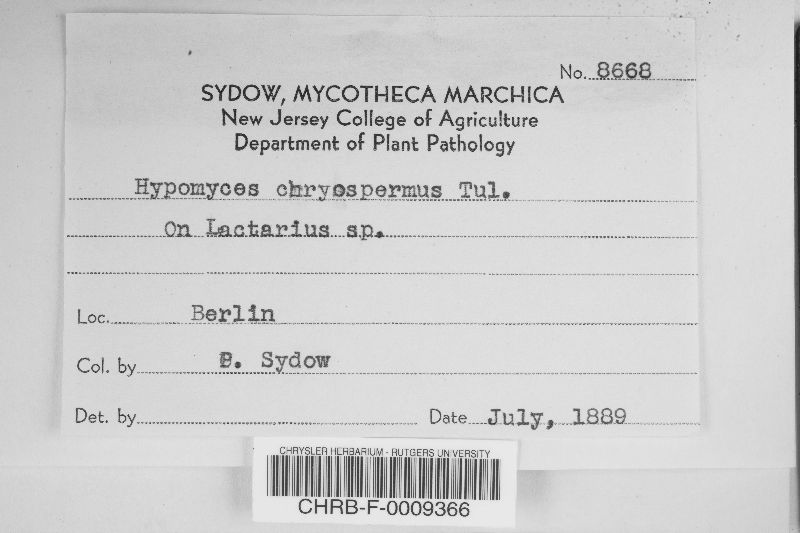 No. 8668
SYDOW, MYCOTHECA MARCHICA
New Jersey College of Agriculture
Department of Plant Pathology
Hypomyces chryospermus Tul.
On Lactarius sp.
Loc. Berlin
Col. by P. Sydow
Det. by
Date July, 1889
CHRYSLER HERBARIUM - RUTGERS UNIVERSITY
CHRB-F-0009366